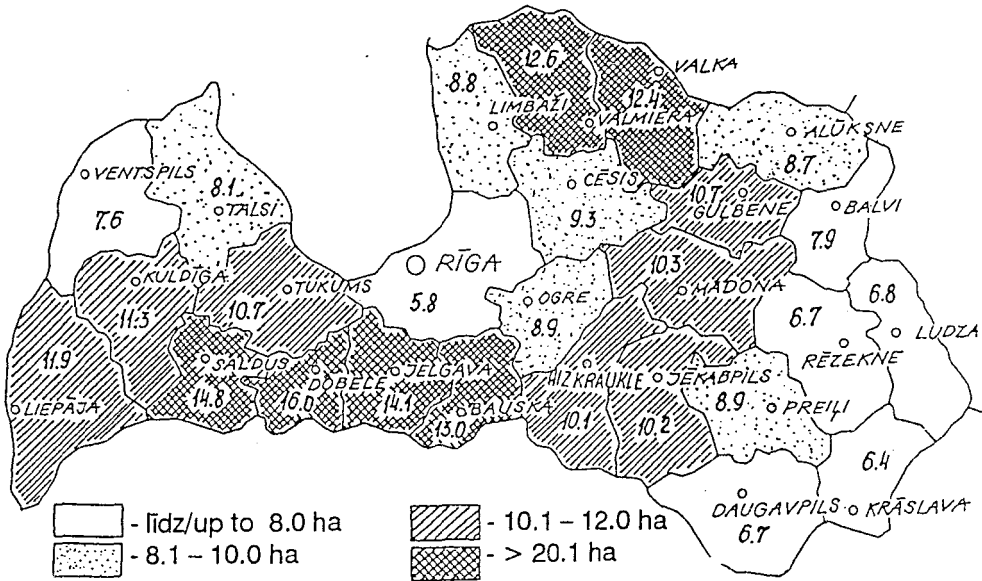 12.6
VALKA
8.8
12.4
LIMBAŽI
VALMIERA
ALŪKSNE
8.7
VENTSPILS
8.1
TALSI
7.6
CĒSIS
9.3
10.7
GULBENE
BALVI
7.9
KULDĪGA
11.3
10.7
TUKUMS
RĪGA
5.8
OGRE
8.9
10.3
MADONA
6.8
LUDZA
6.7
RĒZEKNE
11.9
LIEPĀJA
SALDUS
14.8
DOBELE
16.0
JELGAVA
14.1
BAUSKA
13.0
AIZKRAUKLE
10.1
JĒKABPILS
10.2
8.9
PREIĻI
6.4
KRĀSLAVA
DAUGAVPILS
6.7
- līdz/up to 8.0 ha
- 8.1 – 10.0 ha
- 10.1 – 12.0 ha
- > 20.1 ha